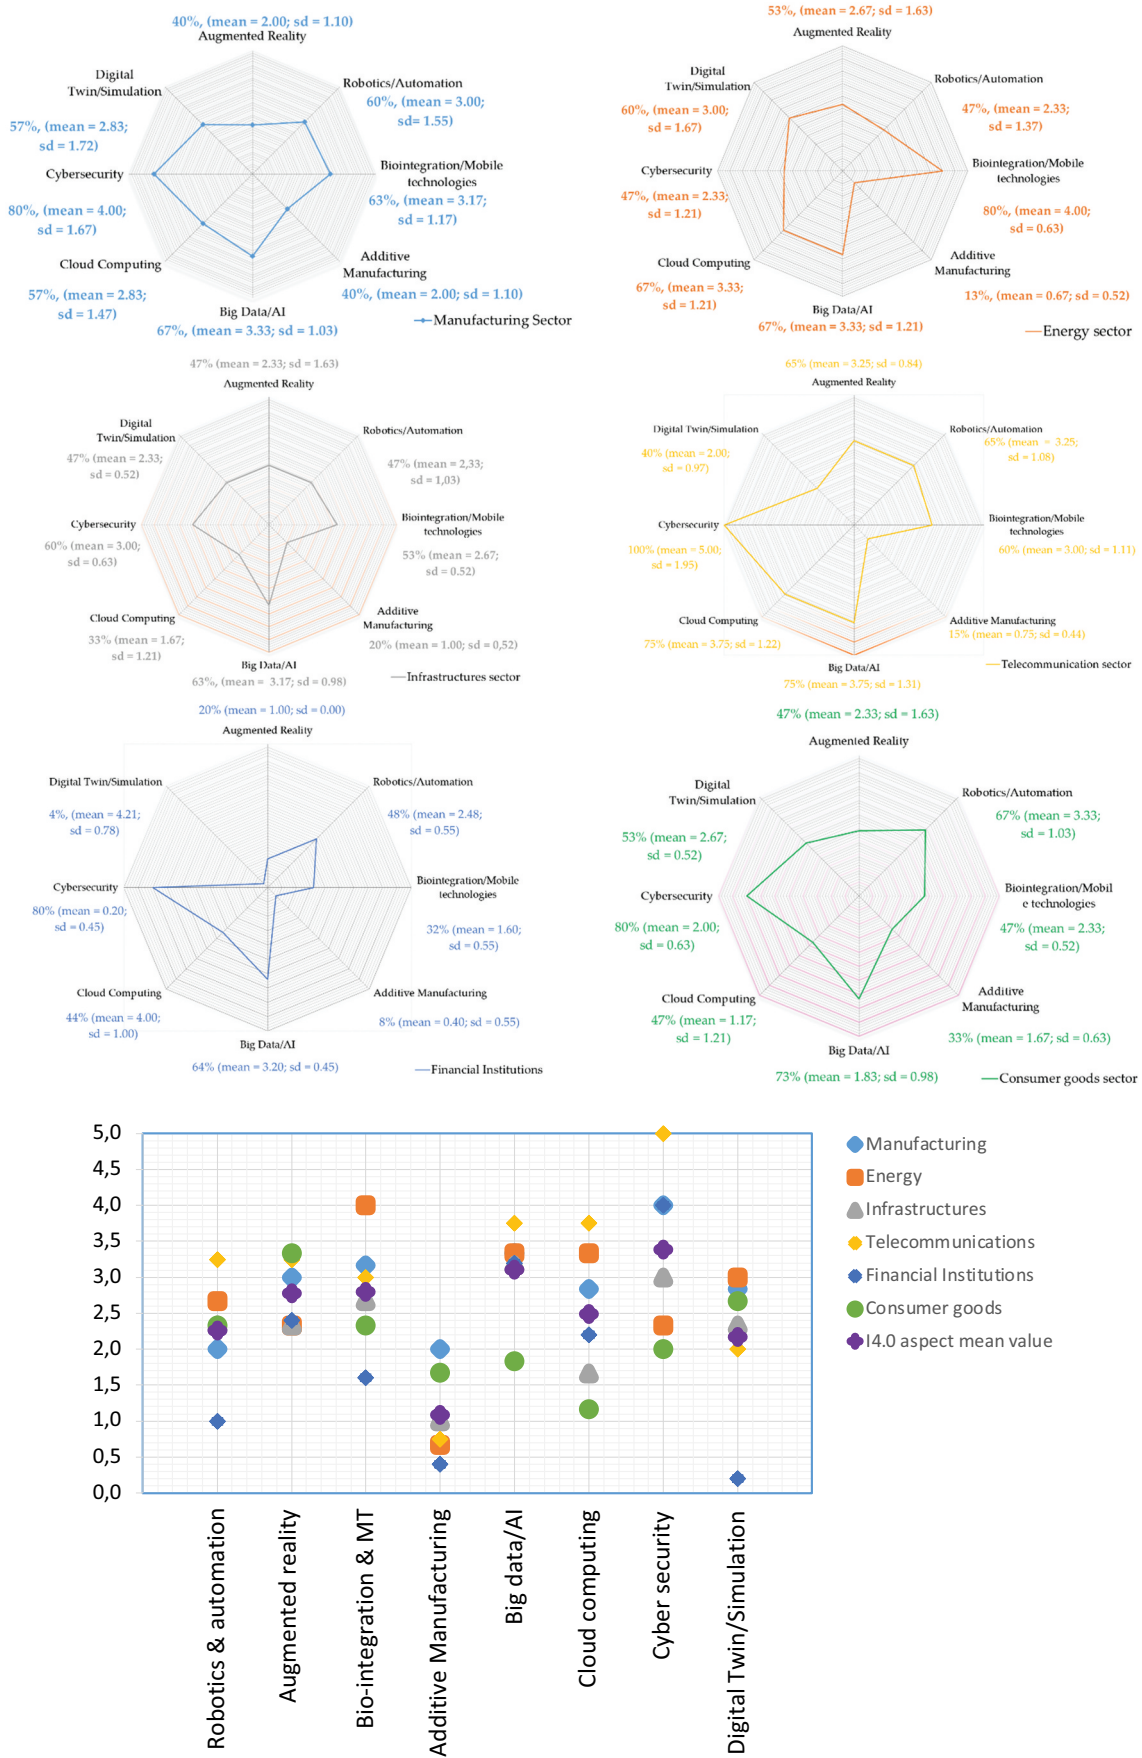 40%, (mean = 2.00; sd = 1.10)
Augmented Reality
Digital
Twin/Simulation
Robotics/Automation
60%, (mean = 3.00;
sd= 1.55)
57%, (mean = 2.83;
sd = 1.72)
Cybersecurity
Biointegration/Mobile
technologies
63%, (mean = 3.17;
sd = 1.17)
80%, (mean = 4.00;
sd = 1.67)
Cloud Computing
Additive
Manufacturing
57%, (mean = 2.83;
sd = 1.47)
40%, (mean = 2.00; sd = 1.10)
Big Data/AI
67%, (mean = 3.33; sd = 1.03)
Manufacturing Sector
53%, (mean = 2.67; sd = 1.63)
Augmented Reality
Digital
Twin/Simulation
Robotics/Automation
60%, (mean = 3.00;
sd = 1.67)
47%, (mean = 2.33;
sd = 1.37)
Cybersecurity
Biointegration/Mobile
technologies
47%, (mean = 2.33;
sd = 1.21)
80%, (mean = 4.00;
sd = 0.63)
Cloud Computing
Additive
Manufacturing
67%, (mean = 3.33;
sd = 1.21)
13%, (mean = 0.67; sd = 0.52)
Big Data/AI
67%, (mean = 3.33; sd = 1.21)
Energy sector
47% (mean = 2.33; sd = 1.63)
Augmented Reality
Digital
Twin/Simulation
Robotics/Automation
47% (mean = 2.33;
sd = 0.52)
47% (mean = 2,33;
sd = 1,03)
Cybersecurity
Biointegration/Mobile
technologies
60% (mean = 3.00;
sd = 0.63)
53% (mean = 2.67;
sd = 0.52)
Cloud Computing
Additive
Manufacturing
33% (mean = 1.67;
sd = 1.21)
20% (mean = 1.00; sd = 0,52)
Big Data/AI
63%, (mean = 3.17; sd = 0.98)
Infrastructures sector
65% (mean = 3.25; sd = 0.84)
Augmented Reality
Digital Twin/Simulation
Robotics/Automation
40% (mean = 2.00;
sd = 0.97)
65% (mean = 3.25;
sd = 1.08)
Cybersecurity
Biointegration/Mobile
technologies
100% (mean = 5.00;
sd = 1.95)
60% (mean = 3.00; sd = 1.11)
Cloud Computing
Additive Manufacturing
75% (mean = 3.75; sd = 1.22)
15% (mean = 0.75; sd = 0.44)
Big Data/AI
75% (mean = 3.75; sd = 1.31)
Telecommunication sector
20% (mean = 1.00; sd = 0.00)
Augmented Reality
Digital Twin/Simulation
Robotics/Automation
4%, (mean = 4.21;
sd = 0.78)
48% (mean = 2.48;
sd = 0.55)
Cybersecurity
Biointegration/Mobile
technologies
80% (mean = 0.20;
sd = 0.45)
32% (mean = 1.60;
sd = 0.55)
Cloud Computing
Additive Manufacturing
44% (mean = 4.00;
sd = 1.00)
8% (mean = 0.40; sd = 0.55)
Big Data/AI
64% (mean = 3.20; sd = 0.45)
Financial Institutions
47% (mean = 2.33; sd = 1.63)
Augmented Reality
Digital
Twin/Simulation
Robotics/Automation
53% (mean = 2.67;
sd = 0.52)
67% (mean = 3.33;
sd = 1.03)
Cybersecurity
Biointegration/Mobil
e technologies
80% (mean = 2.00;
sd = 0.63)
47% (mean = 2.33;
sd = 0.52)
Cloud Computing
Additive
Manufacturing
47% (mean = 1.17;
sd = 1.21)
33% (mean = 1.67; sd = 0.63)
Big Data/AI
73% (mean = 1.83; sd = 0.98)
Consumer goods sector
5,0
4,5
4,0
3,5
3,0
2,5
2,0
1,5
1,0
0,5
0,0
Robotics & automation
Augmented reality
Bio-integration & MT
Additive Manufacturing
Big data/AI
Cloud computing
Cyber security
Digital Twin/Simulation
Manufacturing
Energy
Infrastructures
Telecommunications
Financial Institutions
Consumer goods
I4.0 aspect mean value